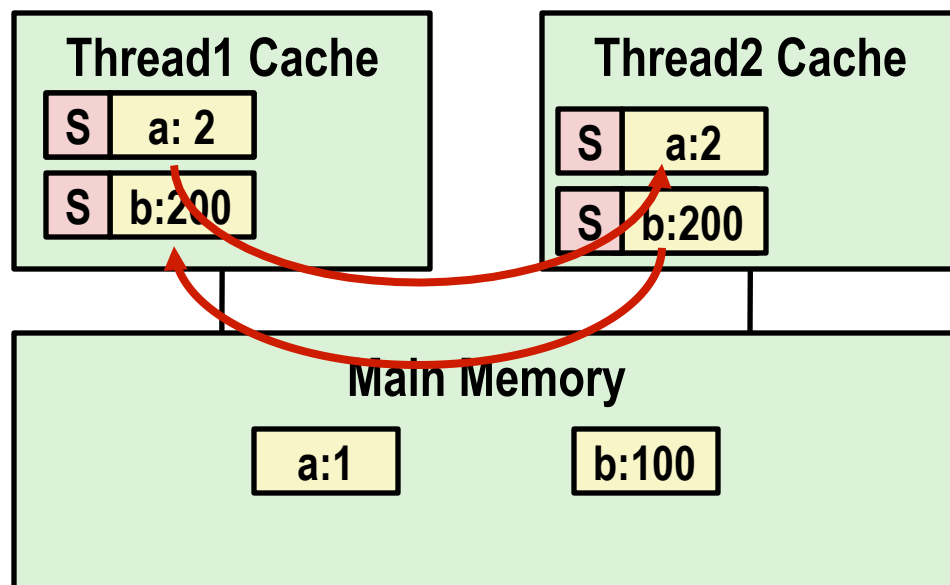 Thread1 Cache
S a: 2
S b:200
Thread2 Cache
S a:2
S b:200
Main Memory
a:1
b:100